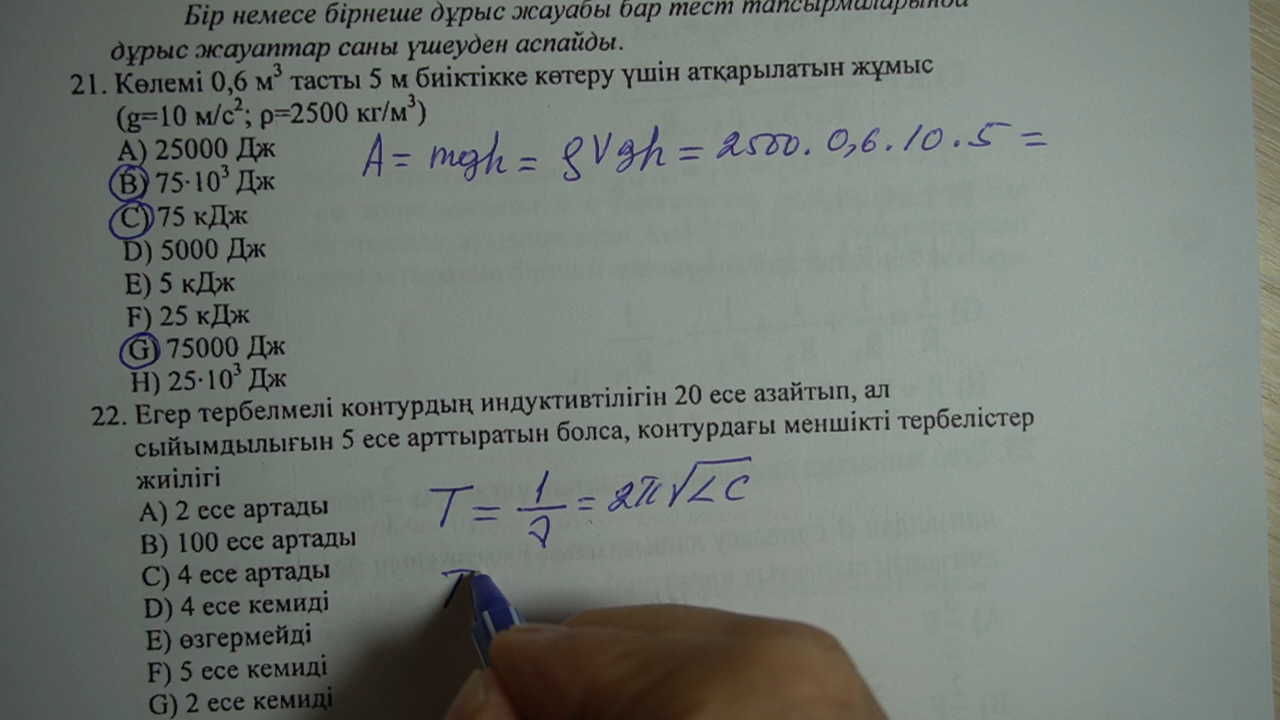 Бір немесе бірнеше дұрыс жауабы бар тест тапсырмаларында
дұрыс жауаптар саны үшеуден аспайды.
21. Көлемі 0,6 м³ тасты 5 м биіктікке көтеру үшін атқарылатын жұмыс
(g=10 м/с²; ρ=2500 кг/м³)
A) 25000 Дж
A = mgh = ρVgh = 2500 · 0,6 · 10 · 5 =
B) 75·10³ Дж
C) 75 кДж
D) 5000 Дж
E) 5 кДж
F) 25 кДж
G) 75000 Дж
H) 25·10³ Дж
22. Егер тербелмелі контурдың индуктивтілігін 20 есе азайтып, ал
сыйымдылығын 5 есе арттыратын болса, контурдағы меншікті тербелістер
жиілігі
A) 2 есе артады
T = 1/ν = 2π√LC
B) 100 есе артады
C) 4 есе артады
D) 4 есе кемиді
E) өзгермейді
F) 5 есе кемиді
G) 2 есе кемиді